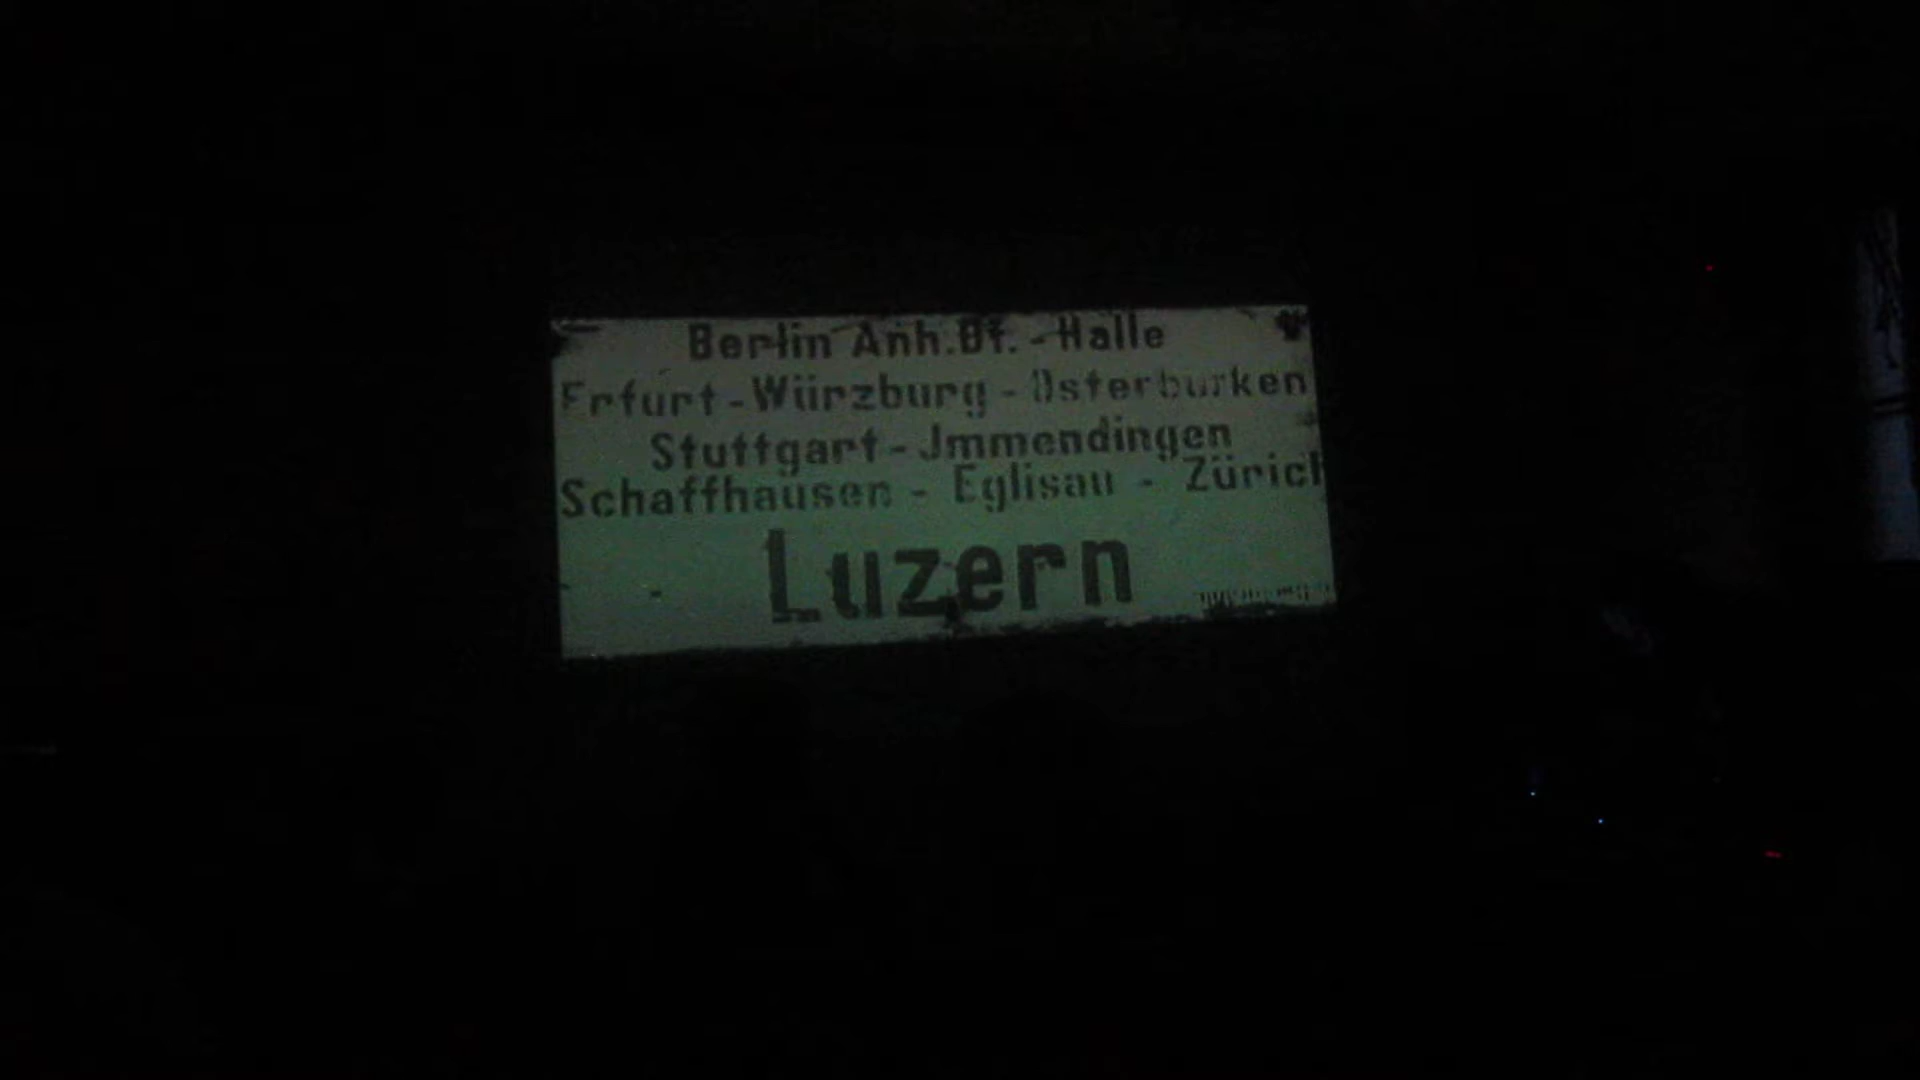 Berlin Anh.Bf. - Halle
Erfurt - Würzburg - Osterburken
Stuttgart - Jmmendingen
Schaffhausen - Eglisau - Zürich
Luzern